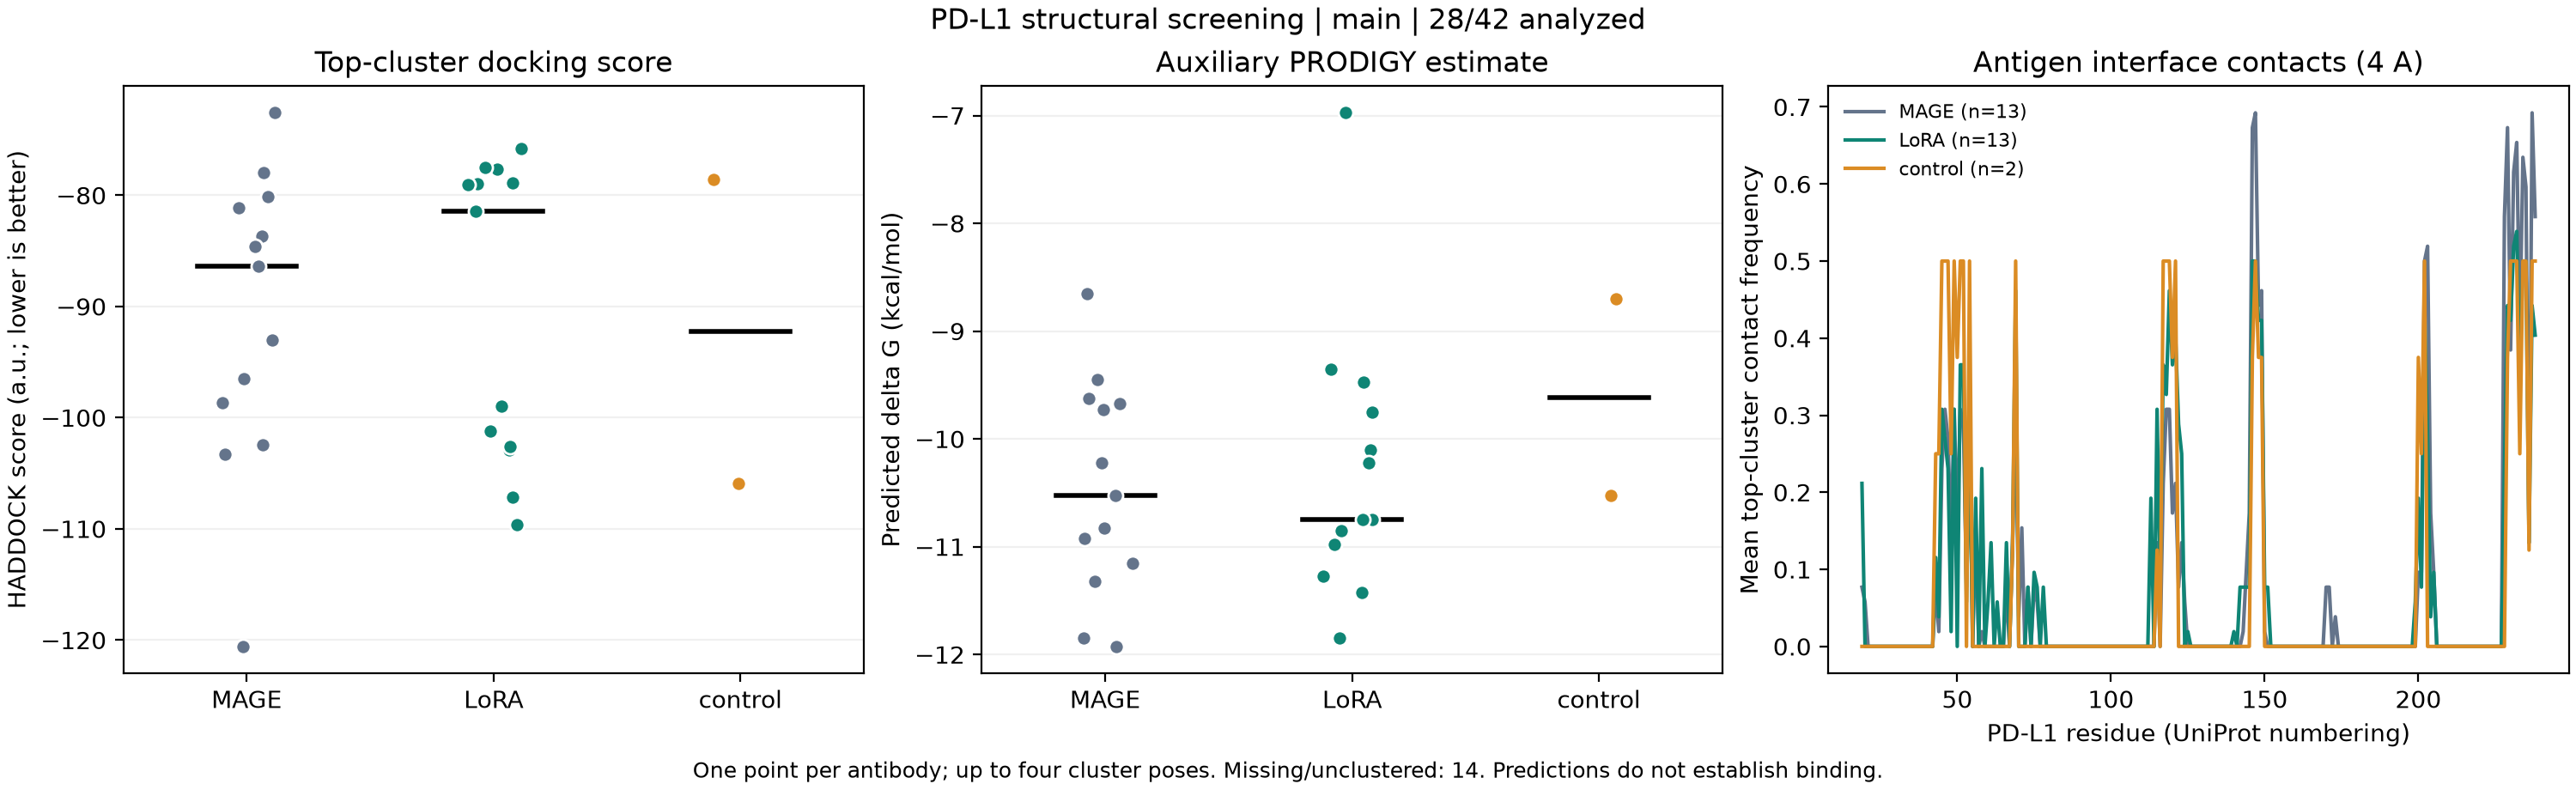 PD-L1 structural screening | main | 28/42 analyzed
Top-cluster docking score
HADDOCK score (a.u.; lower is better)
−80
−90
−100
−110
−120
MAGE
LoRA
control
Auxiliary PRODIGY estimate
Predicted delta G (kcal/mol)
−7
−8
−9
−10
−11
−12
MAGE
LoRA
control
Antigen interface contacts (4 A)
Mean top-cluster contact frequency
0.7
0.6
0.5
0.4
0.3
0.2
0.1
0.0
MAGE (n=13)
LoRA (n=13)
control (n=2)
50
100
150
200
PD-L1 residue (UniProt numbering)
One point per antibody; up to four cluster poses. Missing/unclustered: 14. Predictions do not establish binding.